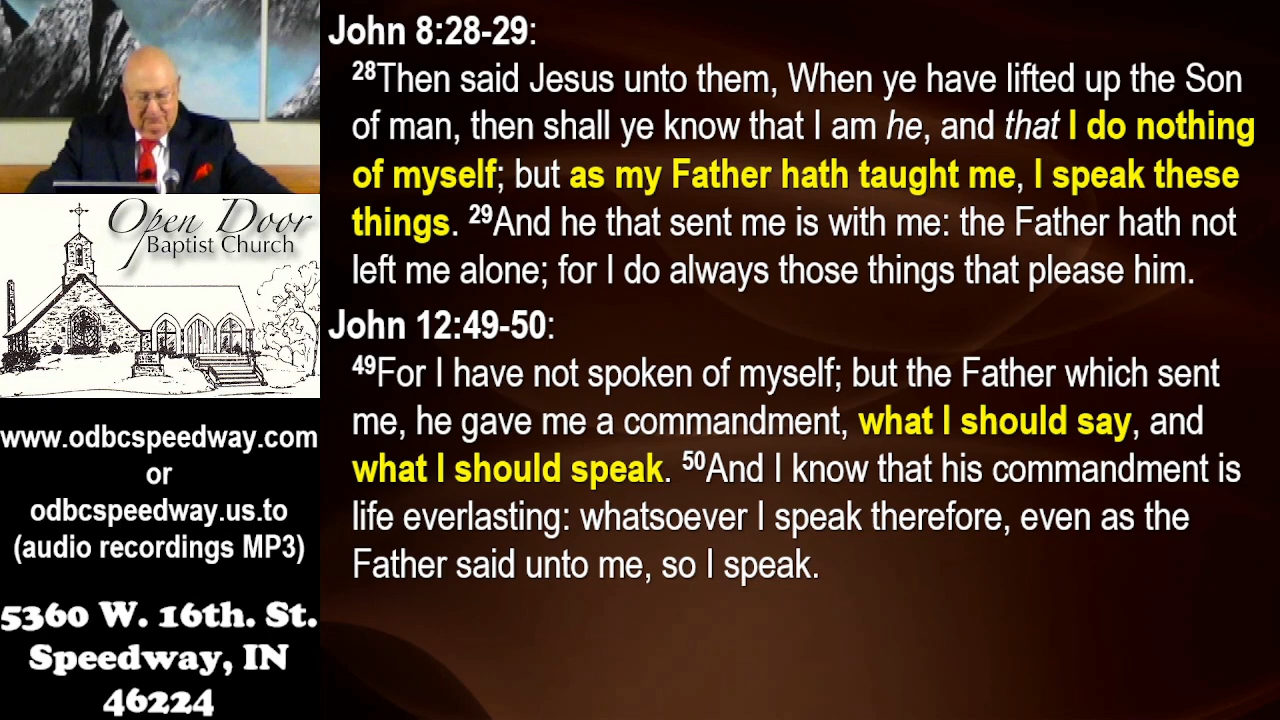 John 8:28-29:
28Then said Jesus unto them, When ye have lifted up the Son
of man, then shall ye know that I am he, and that I do nothing
of myself; but as my Father hath taught me, I speak these
things. 29And he that sent me is with me: the Father hath not
left me alone; for I do always those things that please him.
John 12:49-50:
49For I have not spoken of myself; but the Father which sent
me, he gave me a commandment, what I should say, and
what I should speak. 50And I know that his commandment is
life everlasting: whatsoever I speak therefore, even as the
Father said unto me, so I speak.
Open Door
Baptist Church
www.odbcspeedway.com
or
odbcspeedway.us.to
(audio recordings MP3)
5360 W. 16th. St.
Speedway, IN
46224